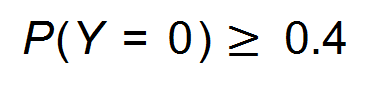 P(Y = 0) ≥ 0.4